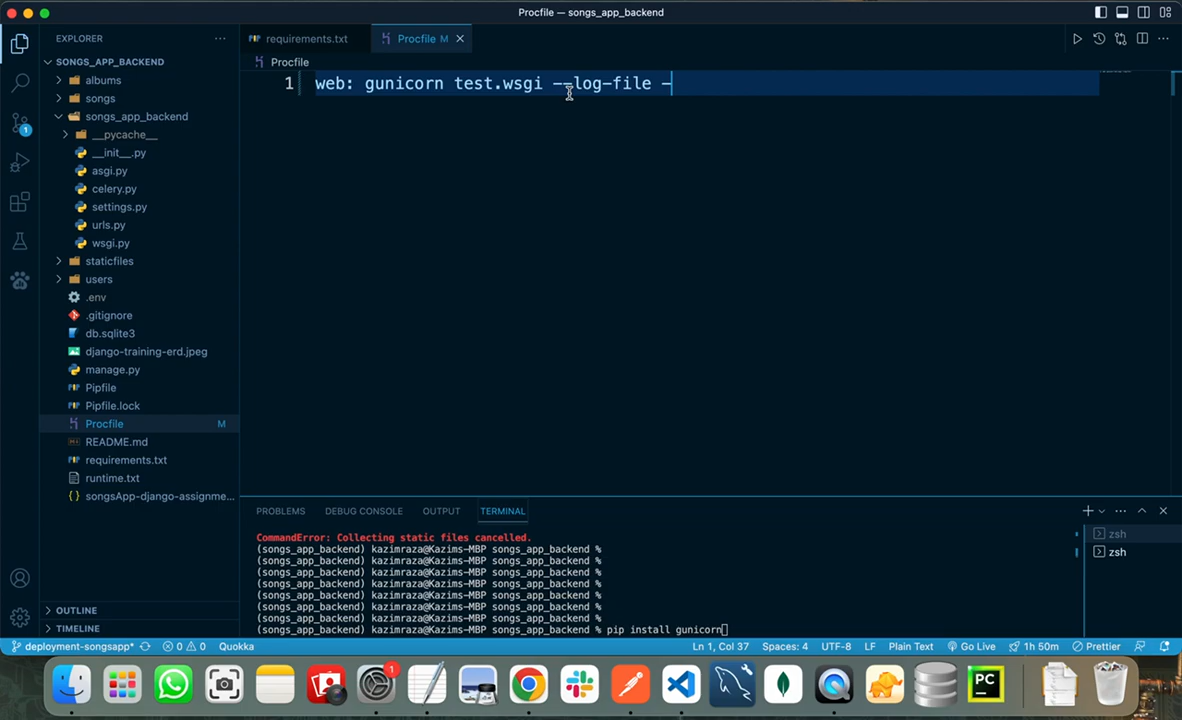 Procfile — songs_app_backend
EXPLORER
requirements.txt
Procfile M
SONGS_APP_BACKEND
Procfile
albums
songs
songs_app_backend
__pycache__
__init__.py
asgi.py
celery.py
settings.py
urls.py
wsgi.py
staticfiles
users
.env
.gitignore
db.sqlite3
django-training-erd.jpeg
manage.py
Pipfile
Pipfile.lock
Procfile M
README.md
requirements.txt
runtime.txt
songsApp-django-assignme...
OUTLINE
TIMELINE
1
web: gunicorn test.wsgi --log-file -
1
PROBLEMS DEBUG CONSOLE OUTPUT TERMINAL
CommandError: Collecting static files cancelled.
(songs_app_backend) kazimraza@Kazims-MBP songs_app_backend %
(songs_app_backend) kazimraza@Kazims-MBP songs_app_backend %
(songs_app_backend) kazimraza@Kazims-MBP songs_app_backend %
(songs_app_backend) kazimraza@Kazims-MBP songs_app_backend %
(songs_app_backend) kazimraza@Kazims-MBP songs_app_backend %
(songs_app_backend) kazimraza@Kazims-MBP songs_app_backend %
(songs_app_backend) kazimraza@Kazims-MBP songs_app_backend %
(songs_app_backend) kazimraza@Kazims-MBP songs_app_backend % pip install gunicorn
zsh
zsh
deployment-songsapp* 0 0 Quokka Ln 1, Col 37 Spaces: 4 UTF-8 LF Plain Text Go Live 1h 50m Prettier
1
PC